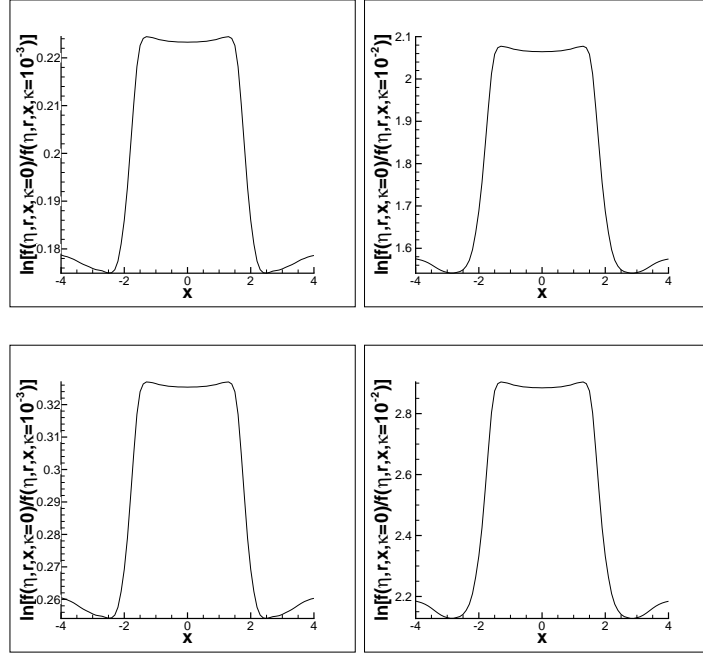 ln[f(η,r,x,κ=0)/f(η,r,x,κ=10⁻³)]
0.22
0.21
0.2
0.19
0.18
-4 -2 0 2 4
x
ln[f(η,r,x,κ=0)/f(η,r,x,κ=10⁻²)]
2.1
2
1.9
1.8
1.7
1.6
-4 -2 0 2 4
x
ln[f(η,r,x,κ=0)/f(η,r,x,κ=10⁻³)]
0.32
0.31
0.3
0.29
0.28
0.27
0.26
-4 -2 0 2 4
x
ln[f(η,r,x,κ=0)/f(η,r,x,κ=10⁻²)]
2.8
2.6
2.4
2.2
-4 -2 0 2 4
x